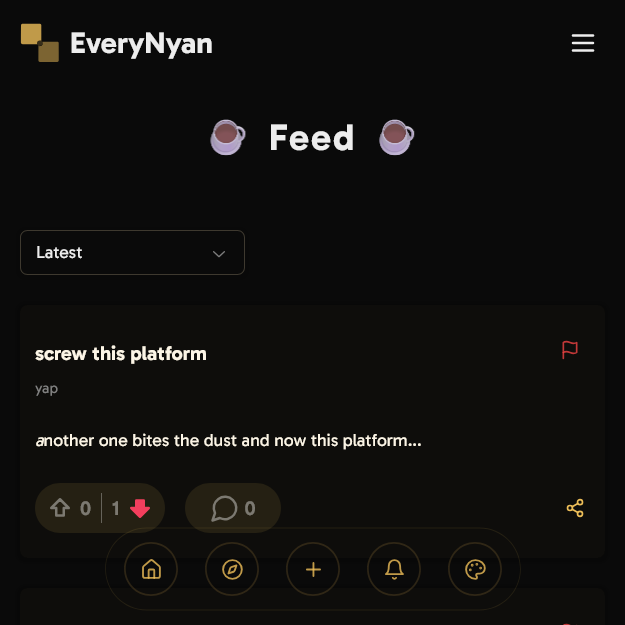 EveryNyan
Feed
Latest
screw this platform
yap
another one bites the dust and now this platform...
0 1 0